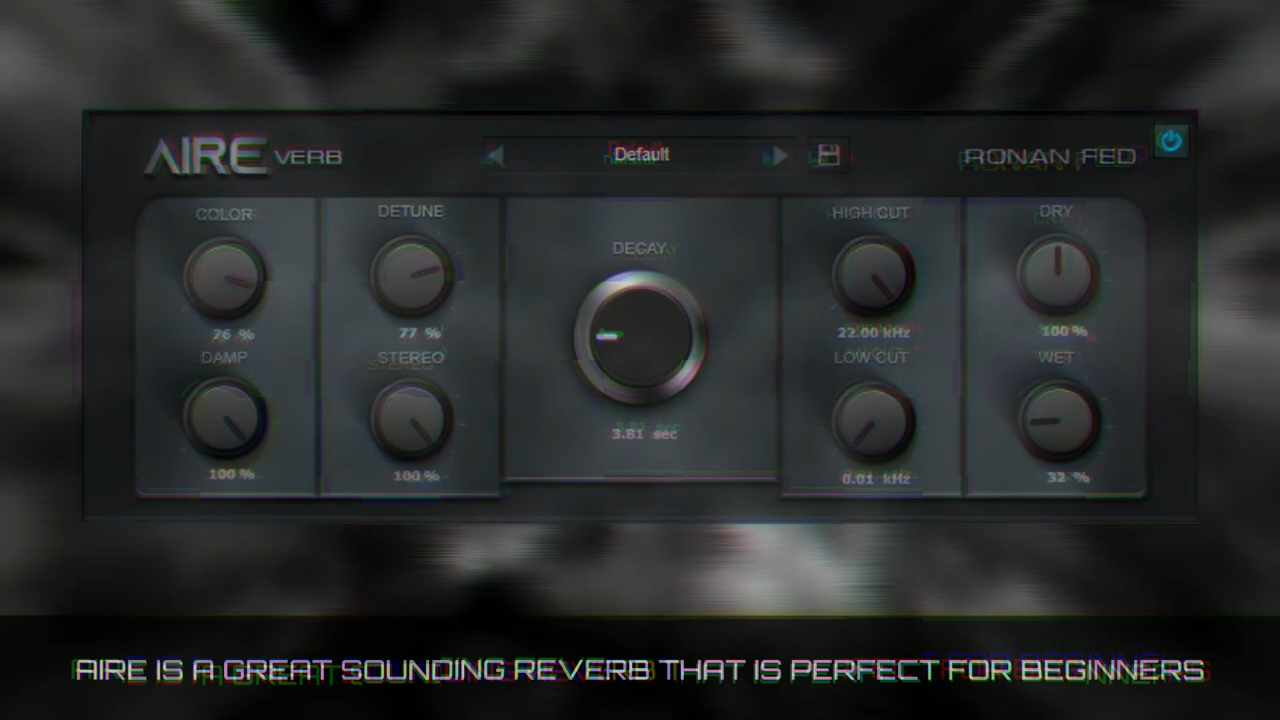 AIRE VERB
Default
RONAN FED
COLOR
DETUNE
DECAY
HIGH CUT
DRY
76 %
77 %
22.00 kHz
100 %
DAMP
STEREO
LOW CUT
WET
3.81 sec
100 %
100 %
0.01 kHz
32 %
AIRE IS A GREAT SOUNDING REVERB THAT IS PERFECT FOR BEGINNERS